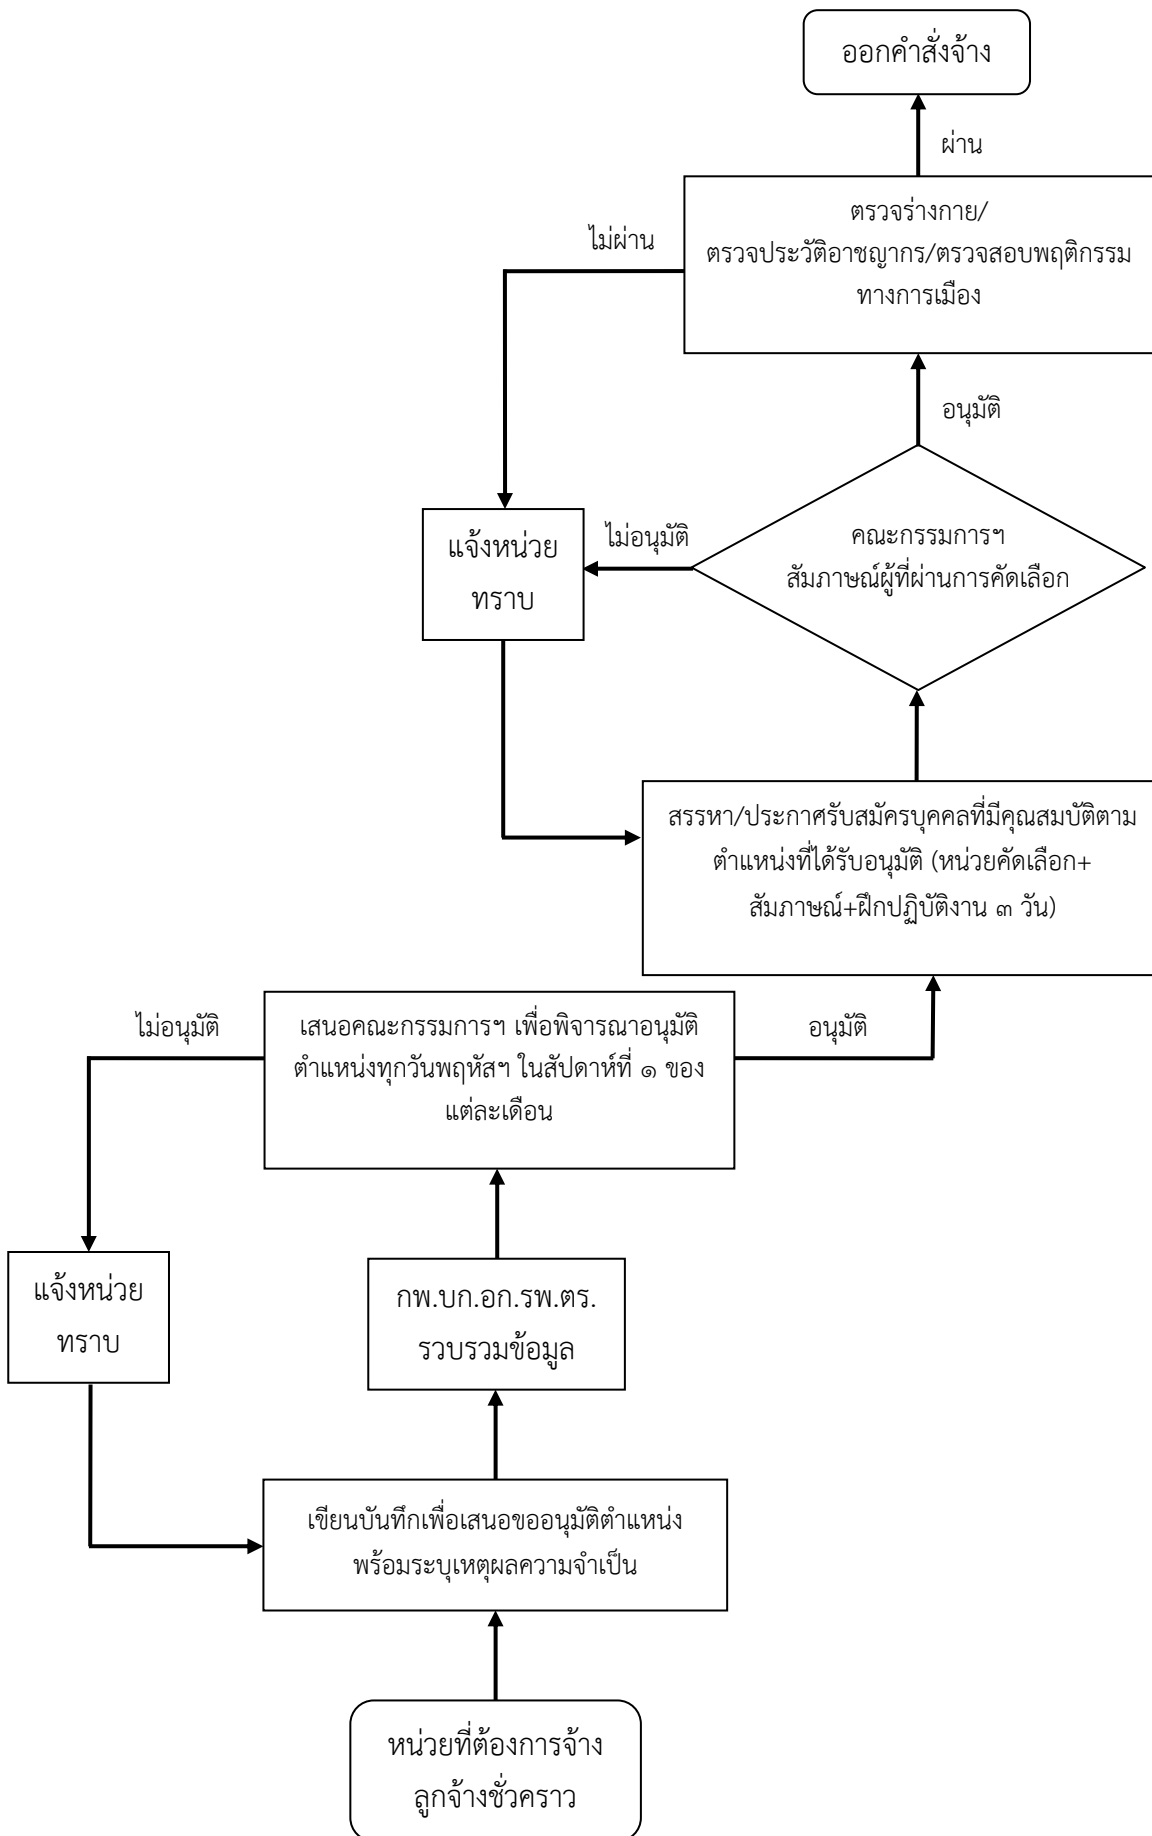 ออกคำสั่งจ้าง
ผ่าน
ตรวจร่างกาย/
ตรวจประวัติอาชญากร/ตรวจสอบพฤติกรรม
ทางการเมือง
ไม่ผ่าน
อนุมัติ
คณะกรรมการฯ
สัมภาษณ์ผู้ที่ผ่านการคัดเลือก
ไม่อนุมัติ
แจ้งหน่วย
ทราบ
สรรหา/ประกาศรับสมัครบุคคลที่มีคุณสมบัติตาม
ตำแหน่งที่ได้รับอนุมัติ (หน่วยคัดเลือก+
สัมภาษณ์+ฝึกปฏิบัติงาน ๓ วัน)
ไม่อนุมัติ
เสนอคณะกรรมการฯ เพื่อพิจารณาอนุมัติ
ตำแหน่งทุกวันพฤหัสฯ ในสัปดาห์ที่ ๑ ของ
แต่ละเดือน
อนุมัติ
แจ้งหน่วย
ทราบ
กพ.บก.อก.รพ.ตร.
รวบรวมข้อมูล
เขียนบันทึกเพื่อเสนอขออนุมัติตำแหน่ง
พร้อมระบุเหตุผลความจำเป็น
หน่วยที่ต้องการจ้าง
ลูกจ้างชั่วคราว